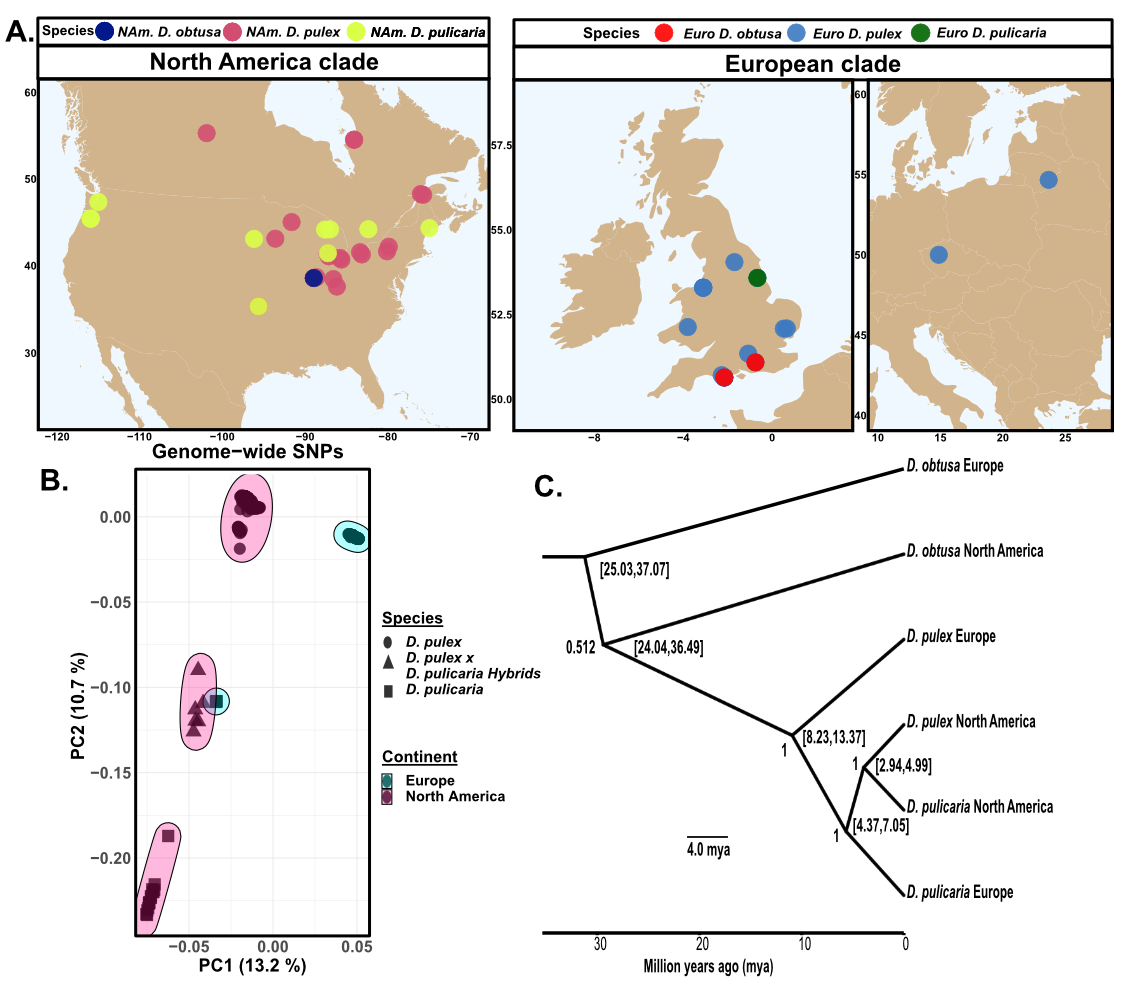 A.
Species NAm. D. obtusa NAm. D. pulex NAm. D. pulicaria
North America clade
60
50
40
30
−120 −110 −100 −90 −80 −70
Species Euro D. obtusa Euro D. pulex Euro D. pulicaria
European clade
57.5
55.0
52.5
50.0
−8 −4 0
60
55
50
45
40
10 15 20 25
B.
Genome−wide SNPs
PC2 (10.7 %)
0.00
−0.05
−0.10
−0.15
−0.20
−0.05 0.00 0.05
PC1 (13.2 %)
Species
D. pulex
D. pulex x
D. pulicaria Hybrids
D. pulicaria
Continent
Europe
North America
C.
D. obtusa Europe
[25.03,37.07]
D. obtusa North America
0.512
[24.04,36.49]
D. pulex Europe
D. pulex North America
[8.23,13.37]
1
1
[2.94,4.99]
D. pulicaria North America
[4.37,7.05]
1
4.0 mya
D. pulicaria Europe
30 20 10 0
Million years ago (mya)